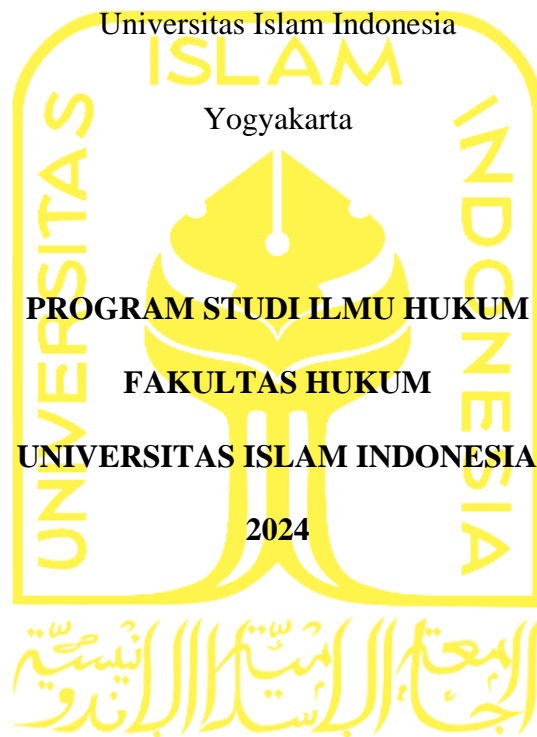 Universitas Islam Indonesia
ISLAM
Yogyakarta
UNIVERSITAS
INDONESIA
PROGRAM STUDI ILMU HUKUM
FAKULTAS HUKUM
UNIVERSITAS ISLAM INDONESIA
2024
الجامعة الإسلامية الإندونيسية